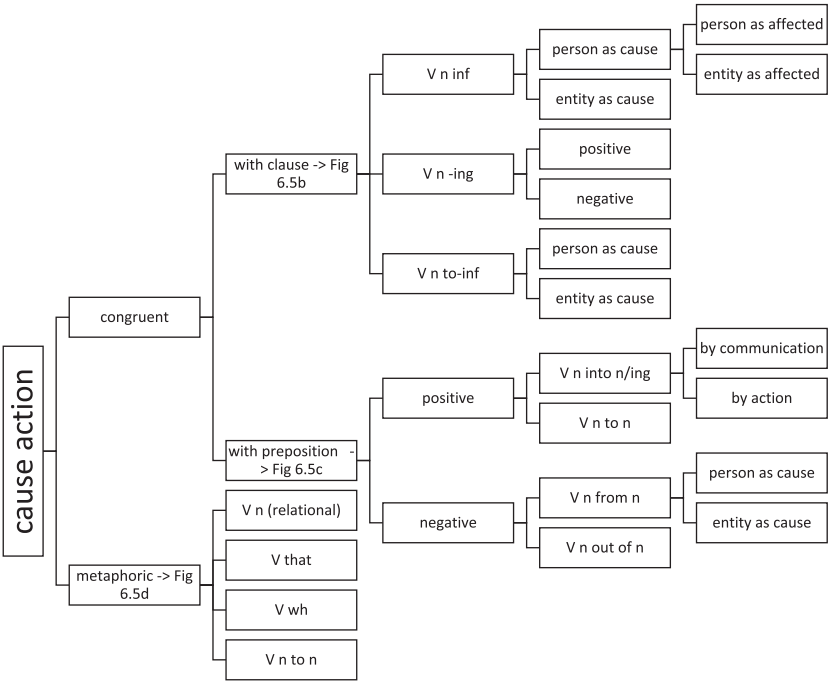 cause action
congruent
with clause -> Fig
6.5b
V n inf
person as cause
person as affected
entity as affected
entity as cause
V n -ing
positive
negative
V n to-inf
person as cause
entity as cause
with preposition -
> Fig 6.5c
positive
V n into n/ing
by communication
by action
V n to n
negative
V n from n
person as cause
entity as cause
V n out of n
metaphoric -> Fig
6.5d
V n (relational)
V that
V wh
V n to n